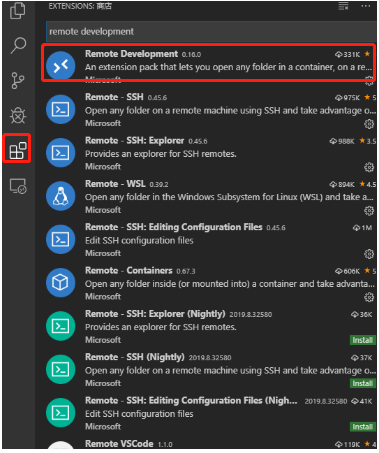 EXTENSIONS: 商店
remote development
Remote Development 0.16.0 331K
An extension pack that lets you open any folder in a container, on a re...
Microsoft
Remote - SSH 0.45.6 975K 5
Open any folder on a remote machine using SSH and take advantage o...
Microsoft
Remote - SSH: Explorer 0.45.6 988K 3.5
Provides an explorer for SSH remotes.
Microsoft
Remote - WSL 0.39.2 894K 4.5
Open any folder in the Windows Subsystem for Linux (WSL) and take a...
Microsoft
Remote - SSH: Editing Configuration Files 0.45.6 1M
Edit SSH configuration files
Microsoft
Remote - Containers 0.67.3 606K 5
Open any folder inside (or mounted into) a container and take advanta...
Microsoft
Remote - SSH: Explorer (Nightly) 2019.8.32580 36K
Provides an explorer for SSH remotes.
Microsoft Install
Remote - SSH (Nightly) 2019.8.32580 37K
Open any folder on a remote machine using SSH and take advantage o...
Microsoft Install
Remote - SSH: Editing Configuration Files (Nigh... 2019.8.32580 41K
Edit SSH configuration files
Microsoft Install
Remote VSCode 1.1.0 119K 4